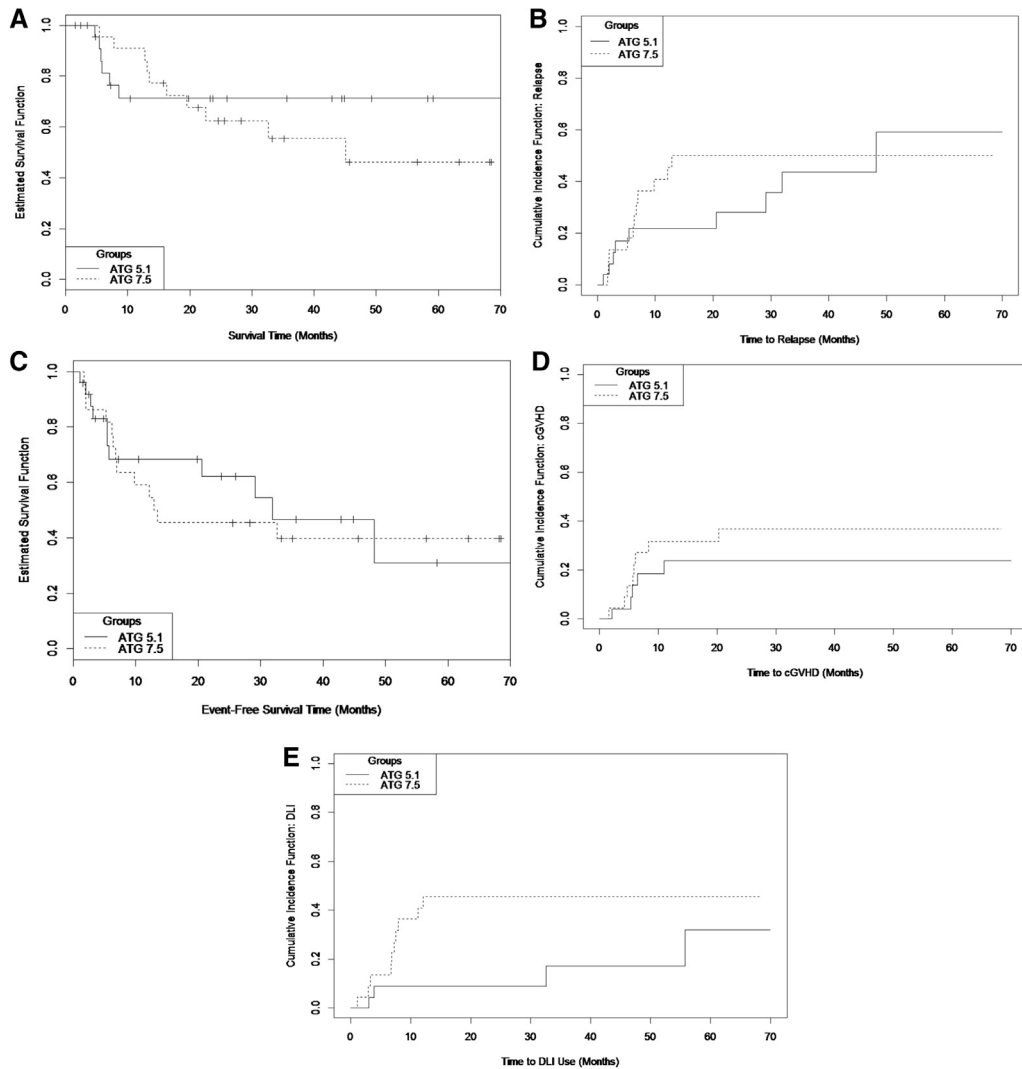 A
Estimated Survival Function
1.0
0.8
0.6
0.4
0.2
0.0
Groups
ATG 5.1
ATG 7.5
0 10 20 30 40 50 60 70
Survival Time (Months)
B
Cumulative Incidence Function: Relapse
1.0
0.8
0.6
0.4
0.2
0.0
Groups
ATG 5.1
ATG 7.5
0 10 20 30 40 50 60 70
Time to Relapse (Months)
C
Estimated Survival Function
1.0
0.8
0.6
0.4
0.2
0.0
Groups
ATG 5.1
ATG 7.5
0 10 20 30 40 50 60 70
Event-Free Survival Time (Months)
D
Cumulative Incidence Function: cGVHD
1.0
0.8
0.6
0.4
0.2
0.0
Groups
ATG 5.1
ATG 7.5
0 10 20 30 40 50 60 70
Time to cGVHD (Months)
E
Cumulative Incidence Function: DLI
1.0
0.8
0.6
0.4
0.2
0.0
Groups
ATG 5.1
ATG 7.5
0 10 20 30 40 50 60 70
Time to DLI Use (Months)